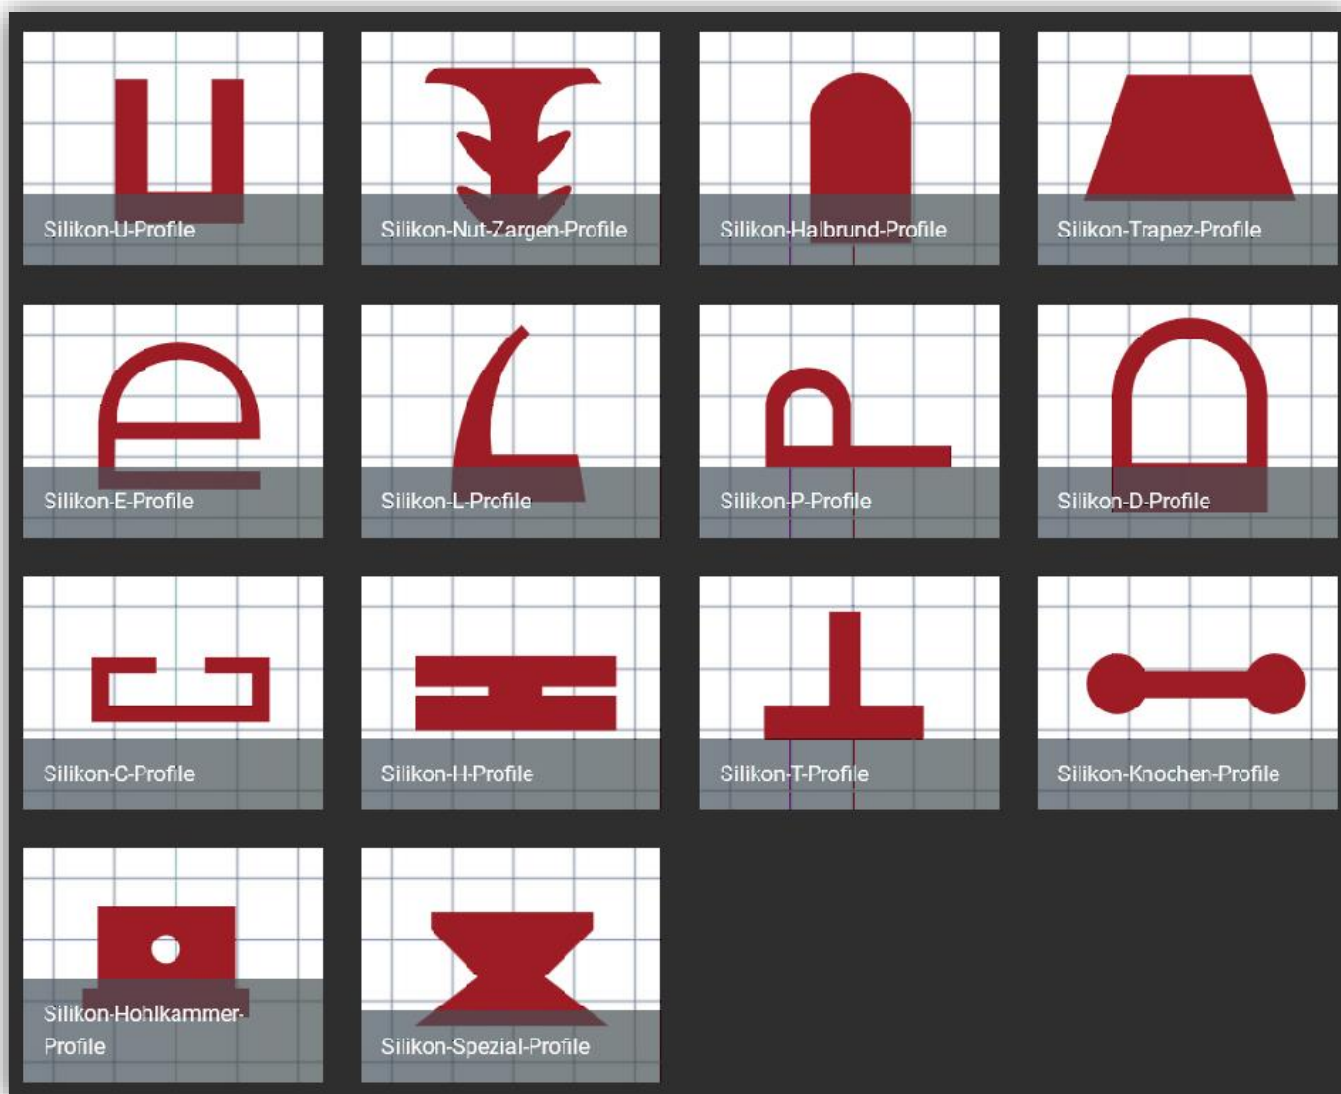 Silikon-U-Profile
Silikon-Nut-Zargen-Profile
Silikon-Halbrund-Profile
Silikon-Trapez-Profile
Silikon-E-Profile
Silikon-L-Profile
Silikon-P-Profile
Silikon-D-Profile
Silikon-C-Profile
Silikon-H-Profile
Silikon-T-Profile
Silikon-Knochen-Profile
Silikon-Hohlkammer-
Profile
Silikon-Spezial-Profile